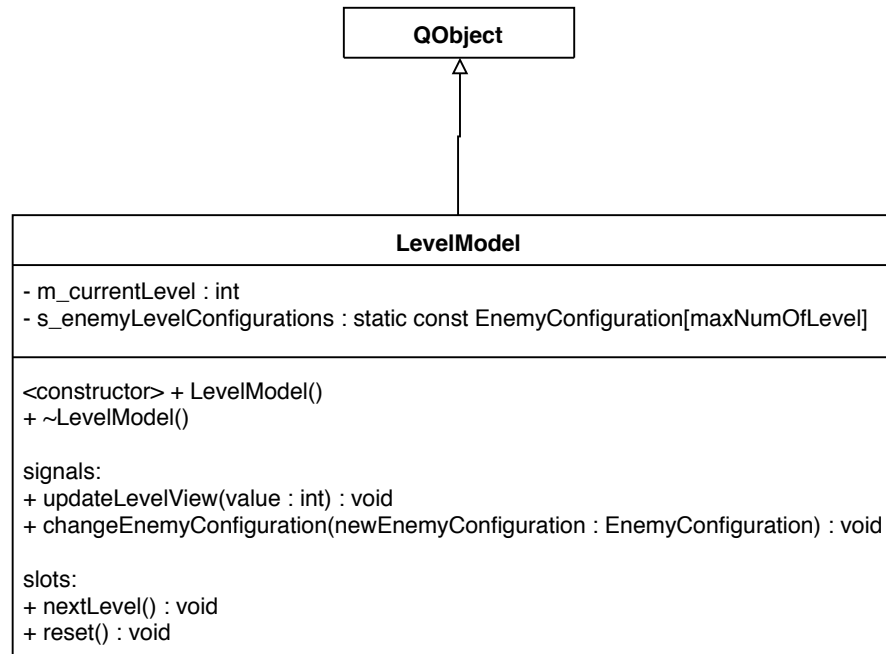 QObject
LevelModel
- m_currentLevel : int
- s_enemyLevelConfigurations : static const EnemyConfiguration[maxNumOfLevel]
<constructor> + LevelModel()
+ ~LevelModel()
signals:
+ updateLevelView(value : int) : void
+ changeEnemyConfiguration(newEnemyConfiguration : EnemyConfiguration) : void
slots:
+ nextLevel() : void
+ reset() : void